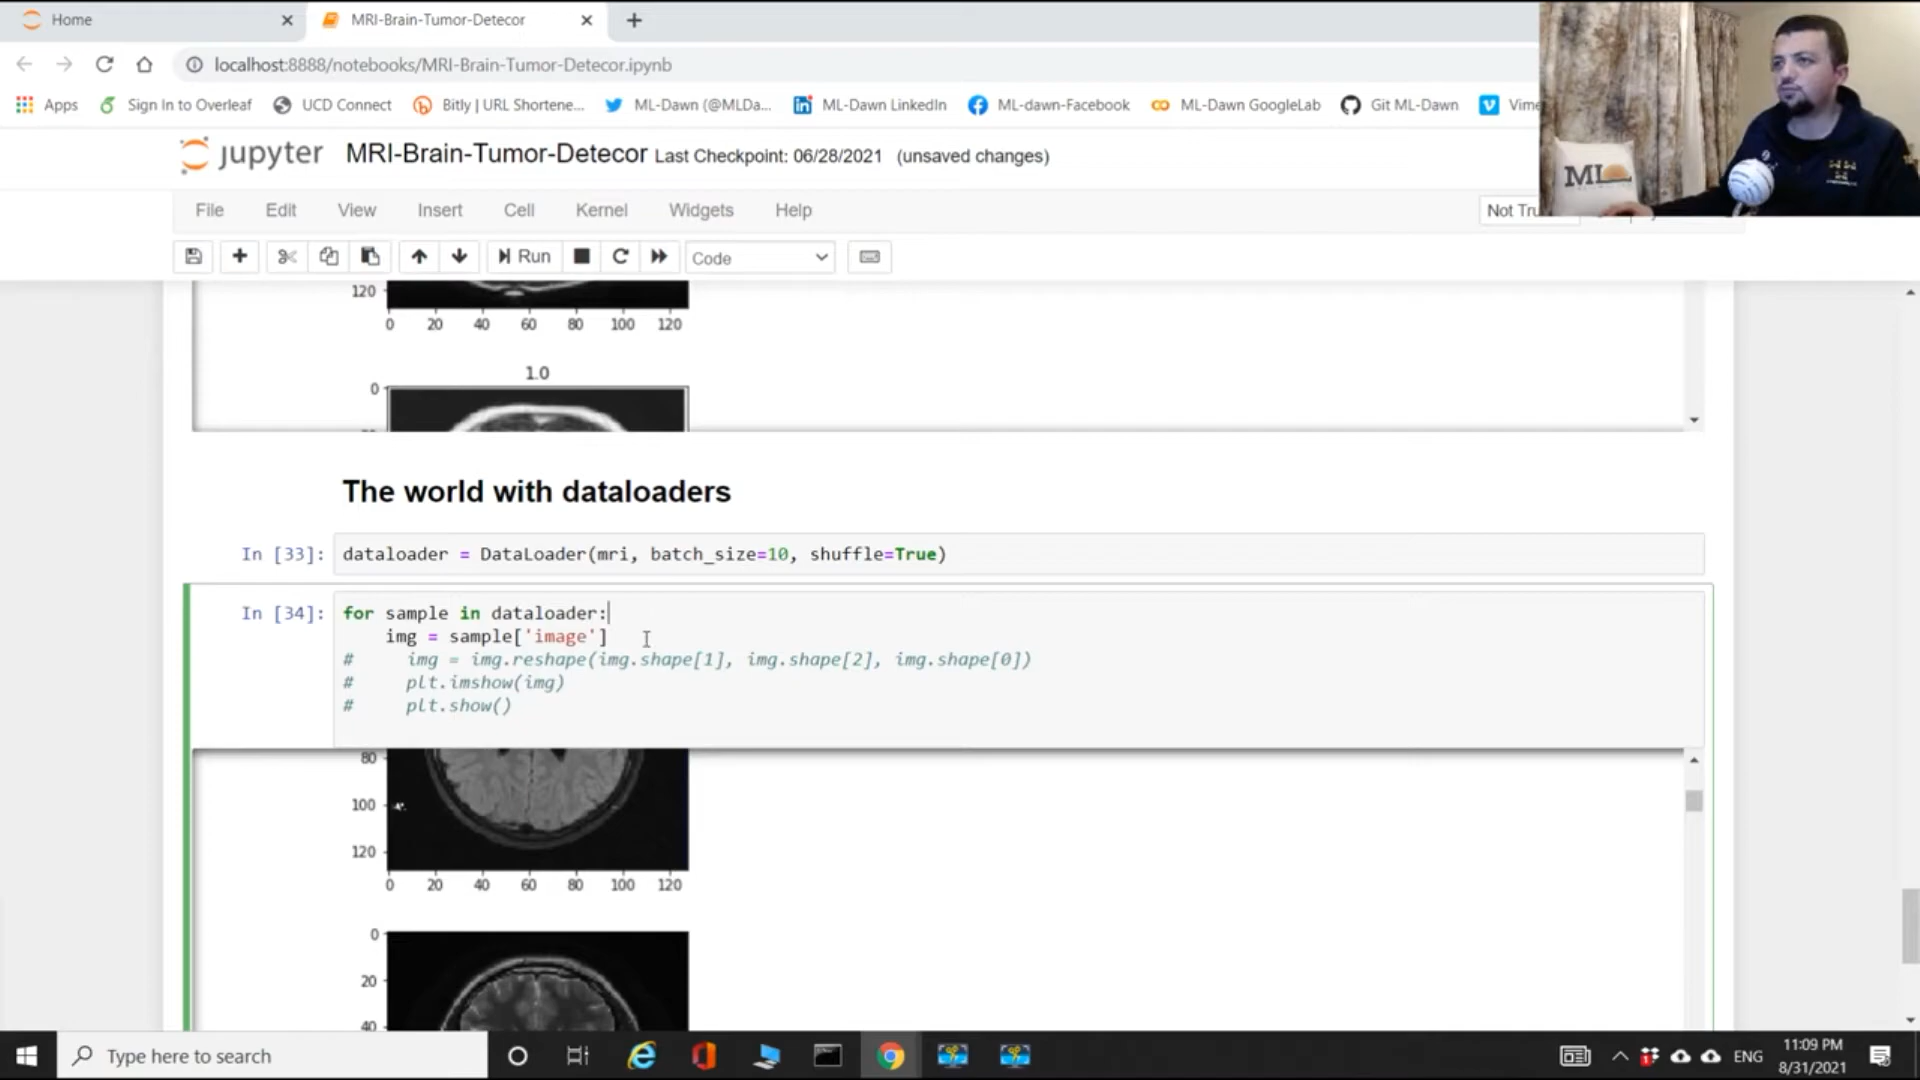 Home
MRI-Brain-Tumor-Detecor
localhost:8888/notebooks/MRI-Brain-Tumor-Detecor.ipynb
Apps Sign In to Overleaf UCD Connect Bitly | URL Shortene... ML-Dawn (@MLDa... ML-Dawn LinkedIn ML-dawn-Facebook ML-Dawn GoogleLab Git ML-Dawn Vime
ML
jupyter MRI-Brain-Tumor-Detecor Last Checkpoint: 06/28/2021 (unsaved changes)
File Edit View Insert Cell Kernel Widgets Help Not Tru
Run Code
120
0 20 40 60 80 100 120
1.0
0
The world with dataloaders
In [33]: dataloader = DataLoader(mri, batch_size=10, shuffle=True)
In [34]: for sample in dataloader:
img = sample['image']
# img = img.reshape(img.shape[1], img.shape[2], img.shape[0])
# plt.imshow(img)
# plt.show()
80
100
120
0 20 40 60 80 100 120
0
20
40
Type here to search
ENG
11:09 PM
8/31/2021